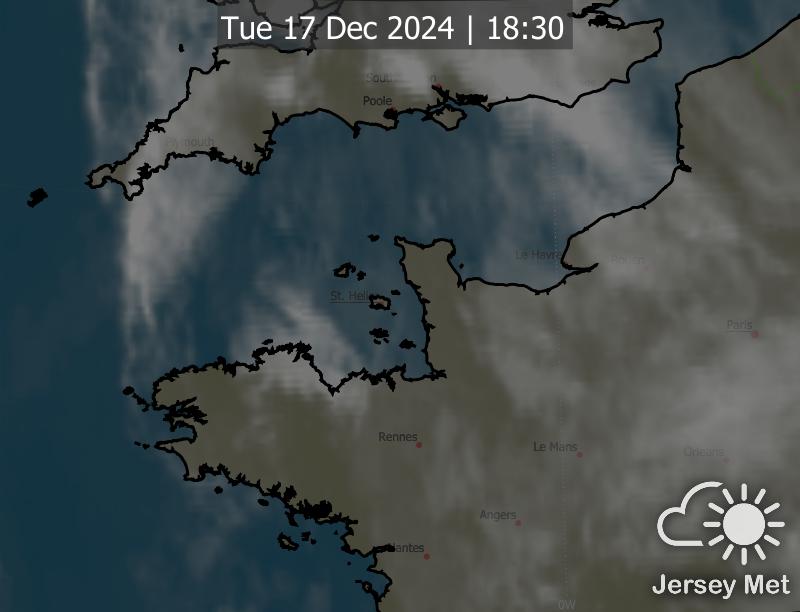 Tue 17 Dec 2024 | 18:30
Poole
Plymouth
Le Havre
Rouen
St. Helier
Paris
Rennes
Le Mans
Orleans
Angers
Nantes
0W
Jersey Met